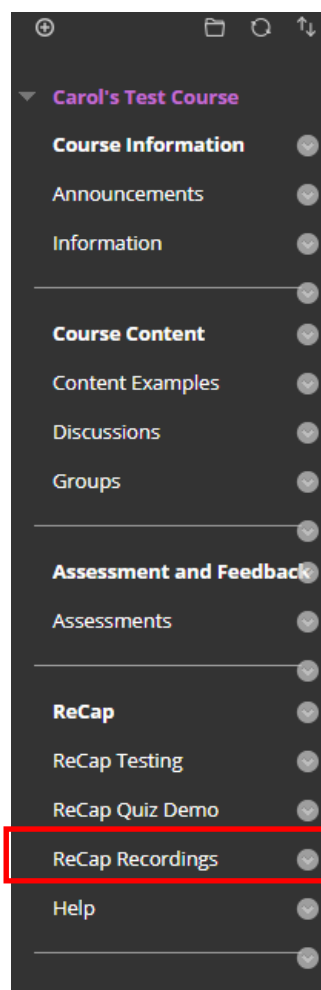 Carol's Test Course
Course Information
Announcements
Information
Course Content
Content Examples
Discussions
Groups
Assessment and Feedback
Assessments
ReCap
ReCap Testing
ReCap Quiz Demo
ReCap Recordings
Help